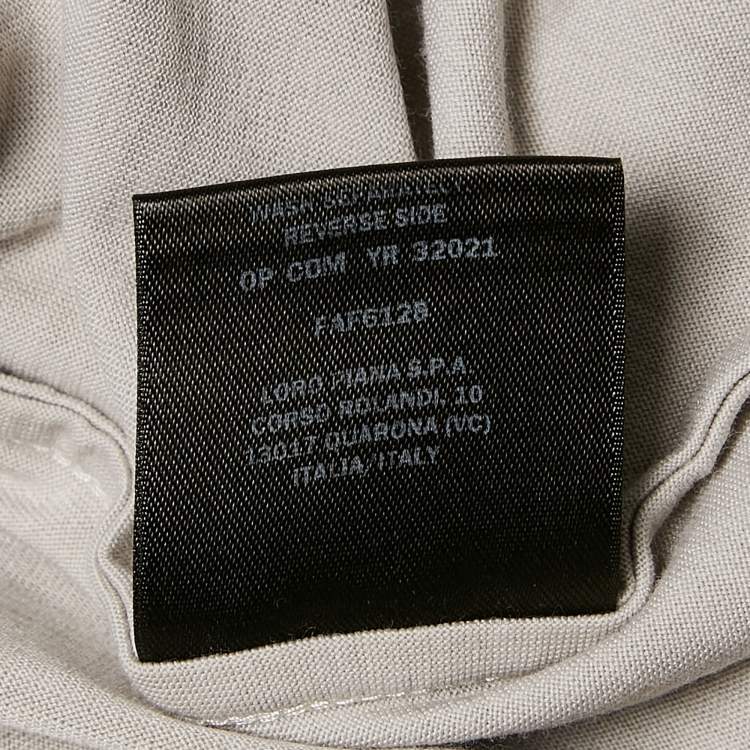 WASH SEPARATELY
REVERSE SIDE
OP COM YR 32021
FAF6128
LORO PIANA S.P.A.
CORSO ROLANDI, 10
13017 QUARONA (VC)
ITALIA/ITALY